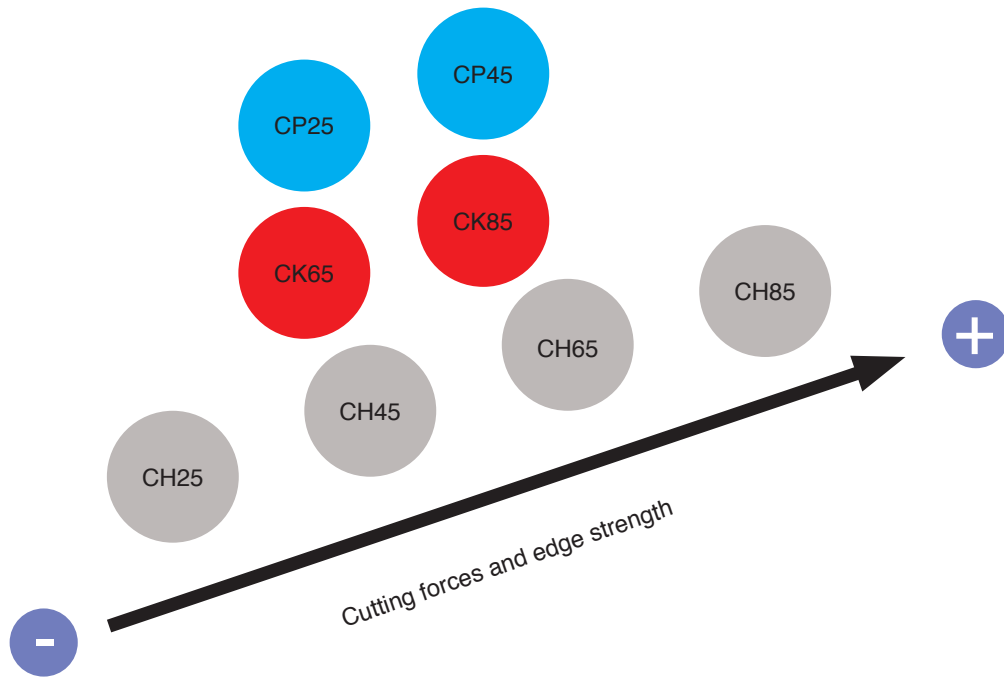 CP45
CP25
CK85
CK65
CH85
CH65
CH45
CH25
+
Cutting forces and edge strength
-